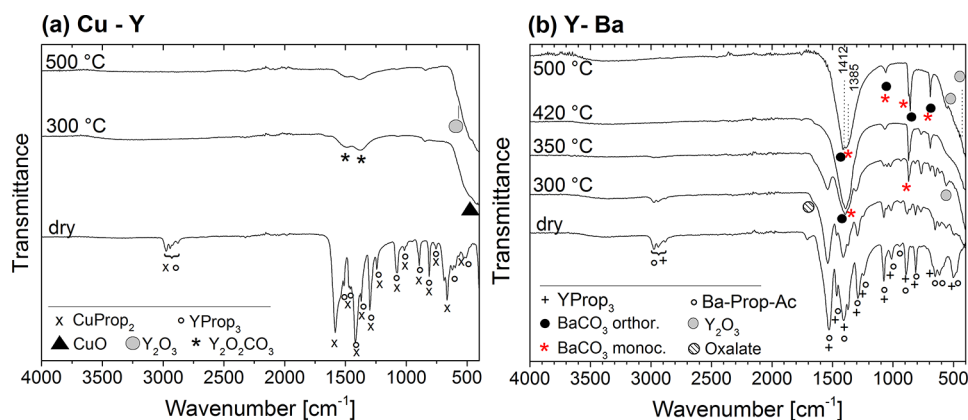 (a) Cu - Y
500 °C
300 °C
dry
Transmittance
x CuProp₂
YProp₃
CuO
Y₂O₃
* Y₂O₂CO₃
4000 3500 3000 2500 2000 1500 1000 500
Wavenumber [cm⁻¹]
(b) Y- Ba
500 °C
1412
1385
420 °C
350 °C
300 °C
dry
Transmittance
+ YProp₃
Ba-Prop-Ac
BaCO₃ orthor.
Y₂O₃
* BaCO₃ monoc.
Oxalate
4000 3500 3000 2500 2000 1500 1000 500
Wavenumber [cm⁻¹]